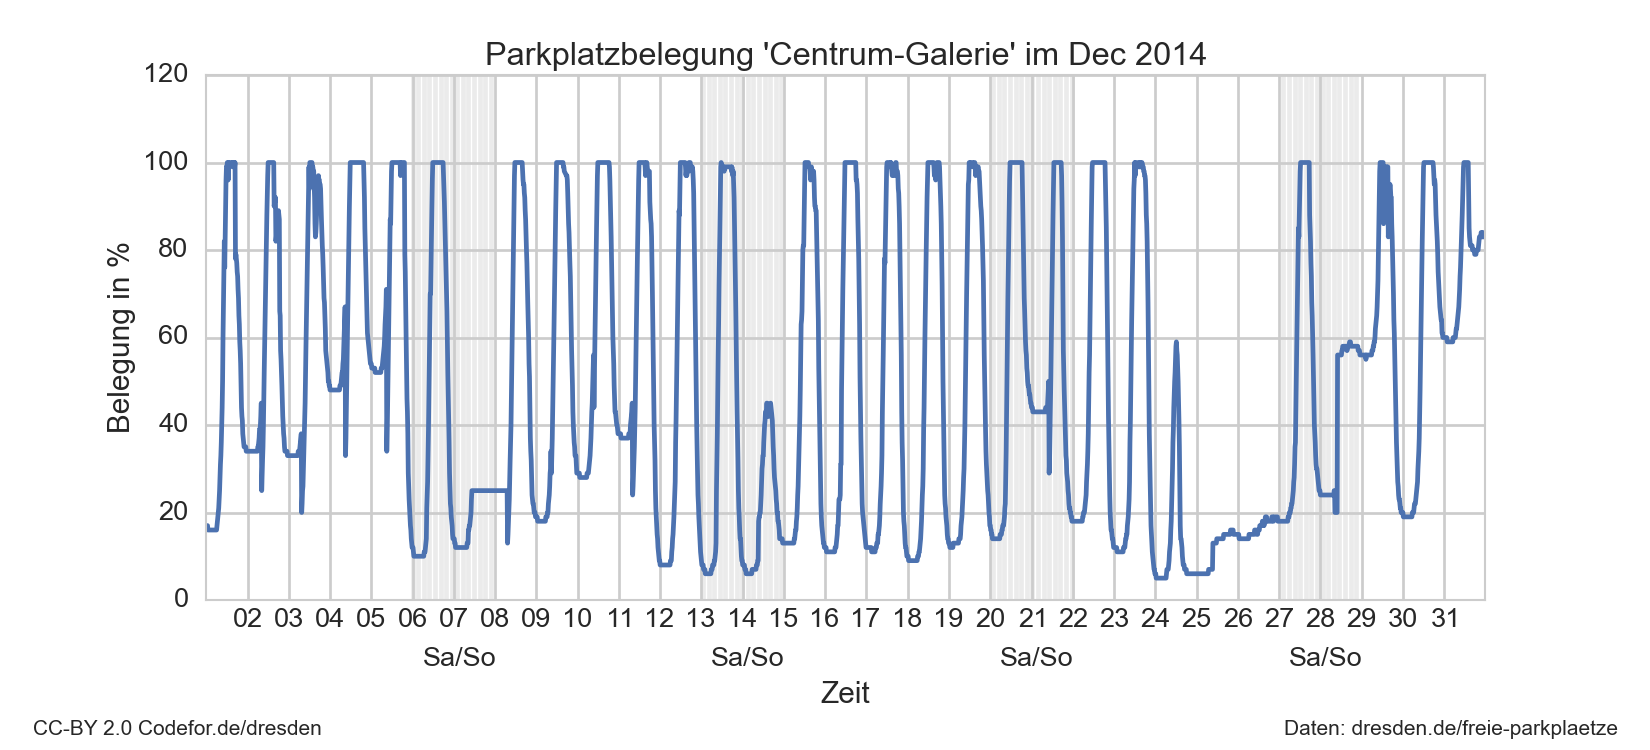 Parkplatzbelegung 'Centrum-Galerie' im Dec 2014
120
100
80
60
40
20
0
Belegung in %
02 03 04 05 06 07 08 09 10 11 12 13 14 15 16 17 18 19 20 21 22 23 24 25 26 27 28 29 30 31
Sa/So Sa/So Sa/So Sa/So
Zeit
CC-BY 2.0 Codefor.de/dresden
Daten: dresden.de/freie-parkplaetze